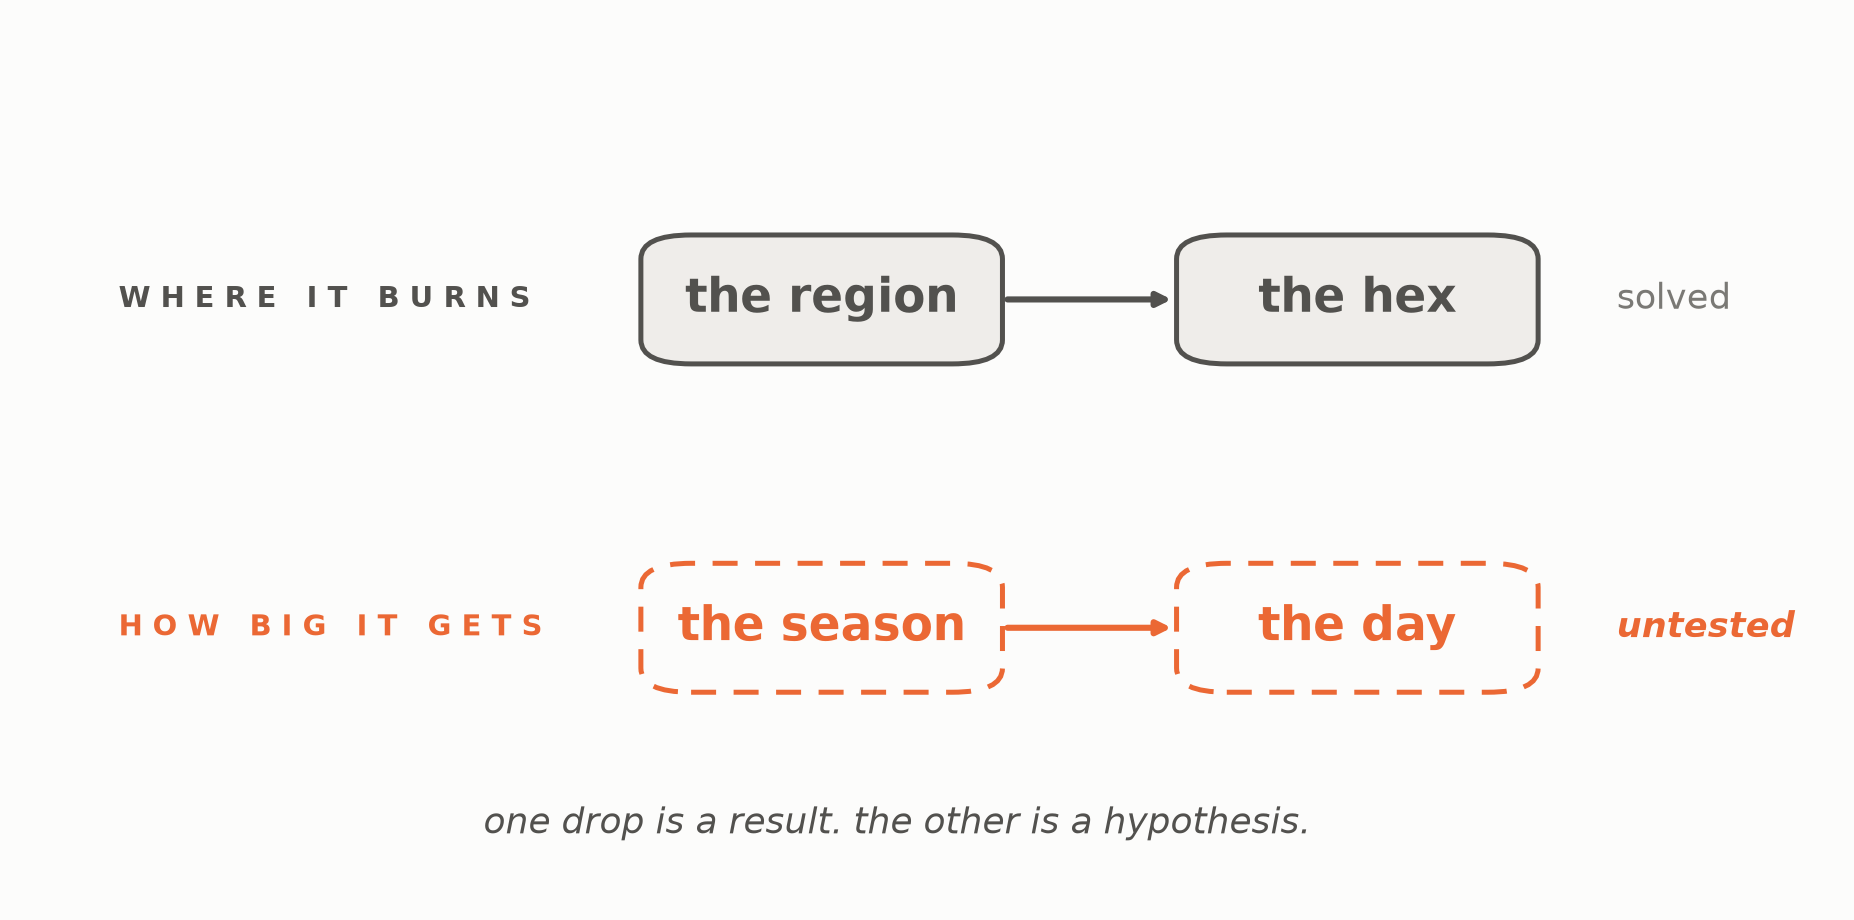 WHERE IT BURNS the region the hex solved
HOW BIG IT GETS the season the day untested
one drop is a result. the other is a hypothesis.